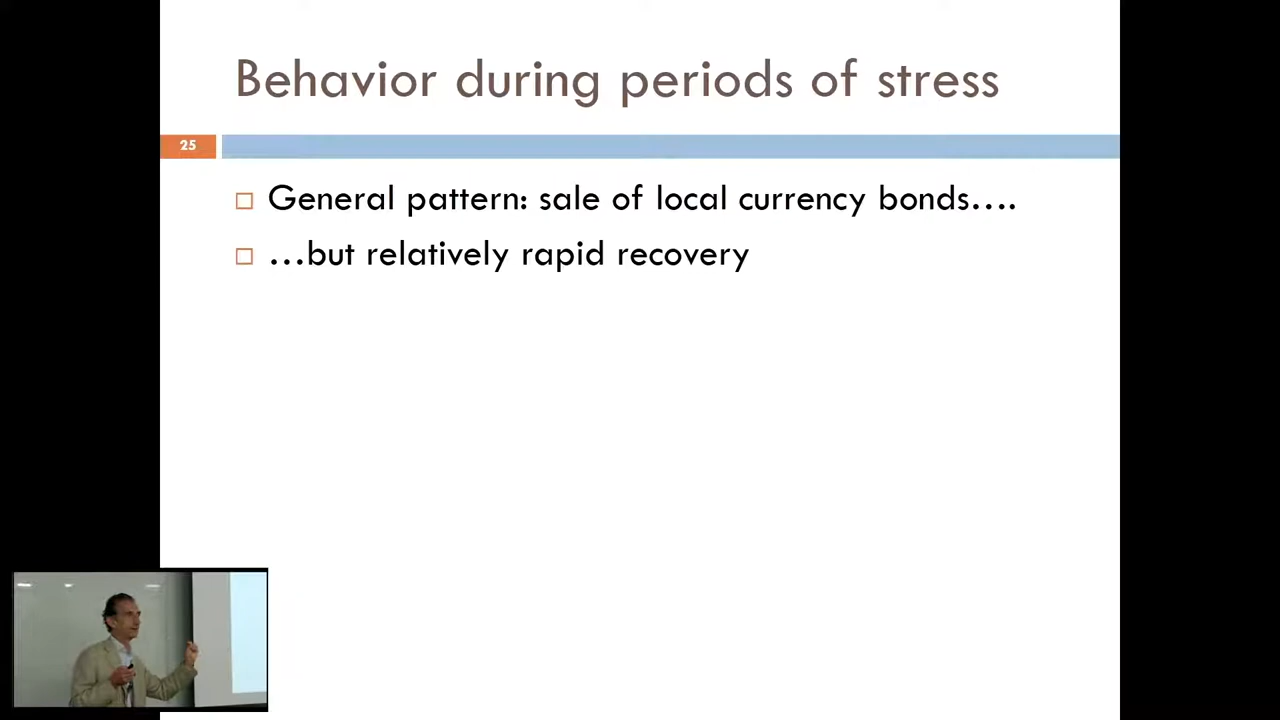 Behavior during periods of stress
25
General pattern: sale of local currency bonds....
...but relatively rapid recovery